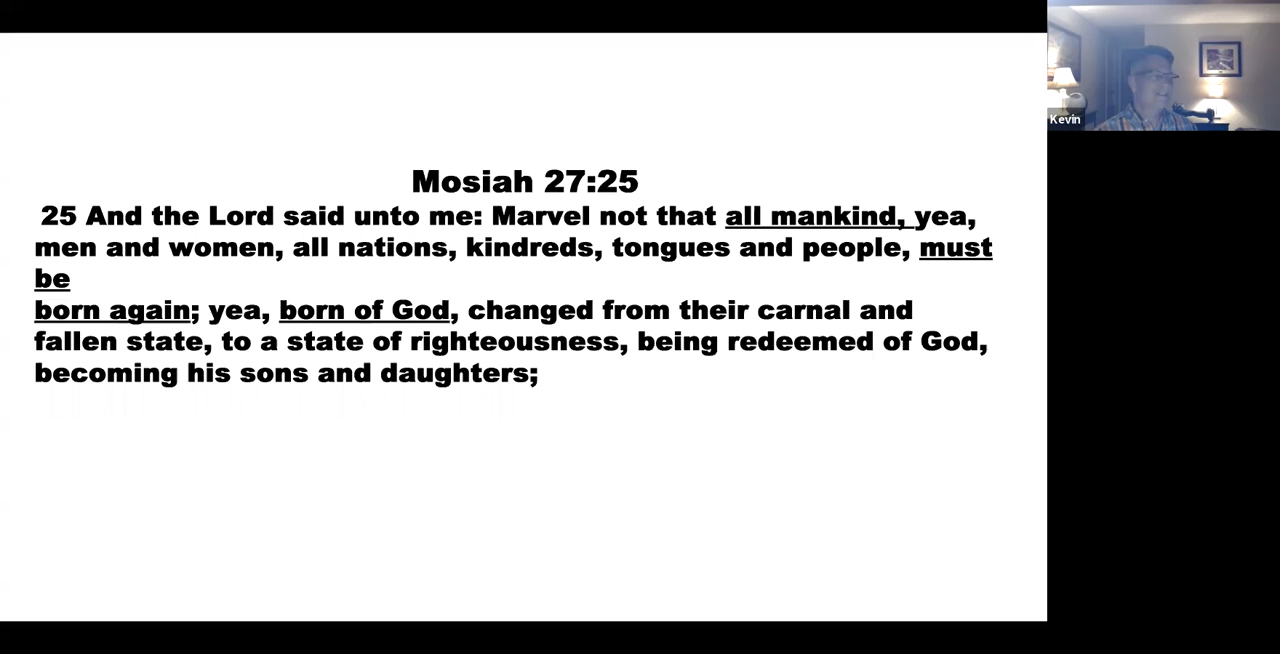 Mosiah 27:25
25 And the Lord said unto me: Marvel not that all mankind, yea,
men and women, all nations, kindreds, tongues and people, must
be
born again; yea, born of God, changed from their carnal and
fallen state, to a state of righteousness, being redeemed of God,
becoming his sons and daughters;
Kevin